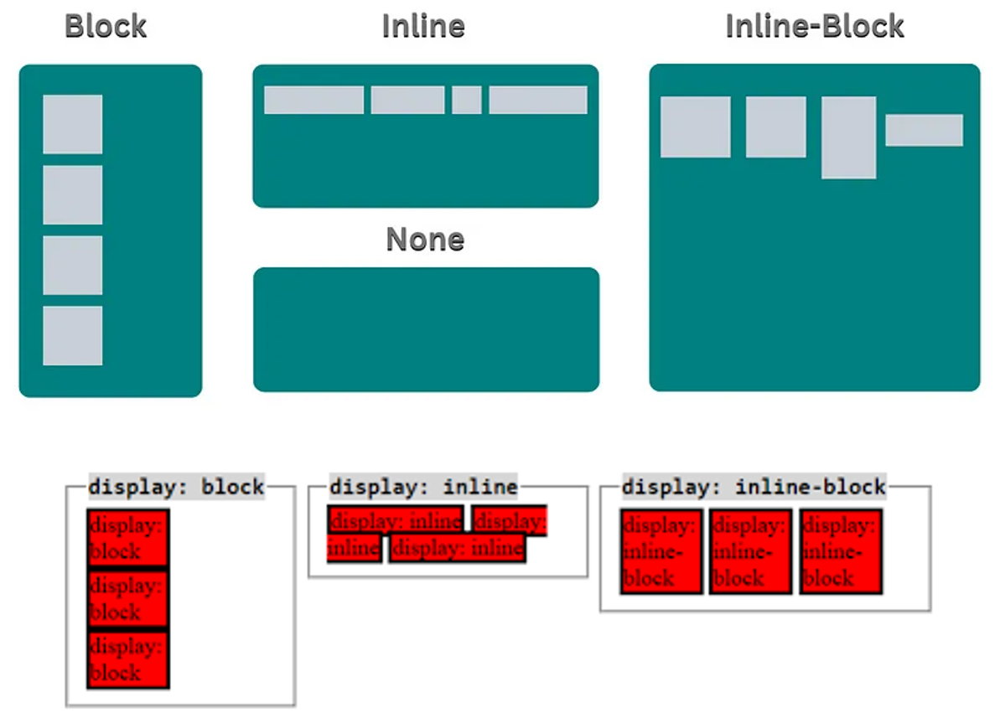 Block
Inline
Inline-Block
None
display: block
display:
block
display:
block
display:
block
display: inline
display: inline display:
inline display: inline
display: inline-block
display:
inline-
block
display:
inline-
block
display:
inline-
block